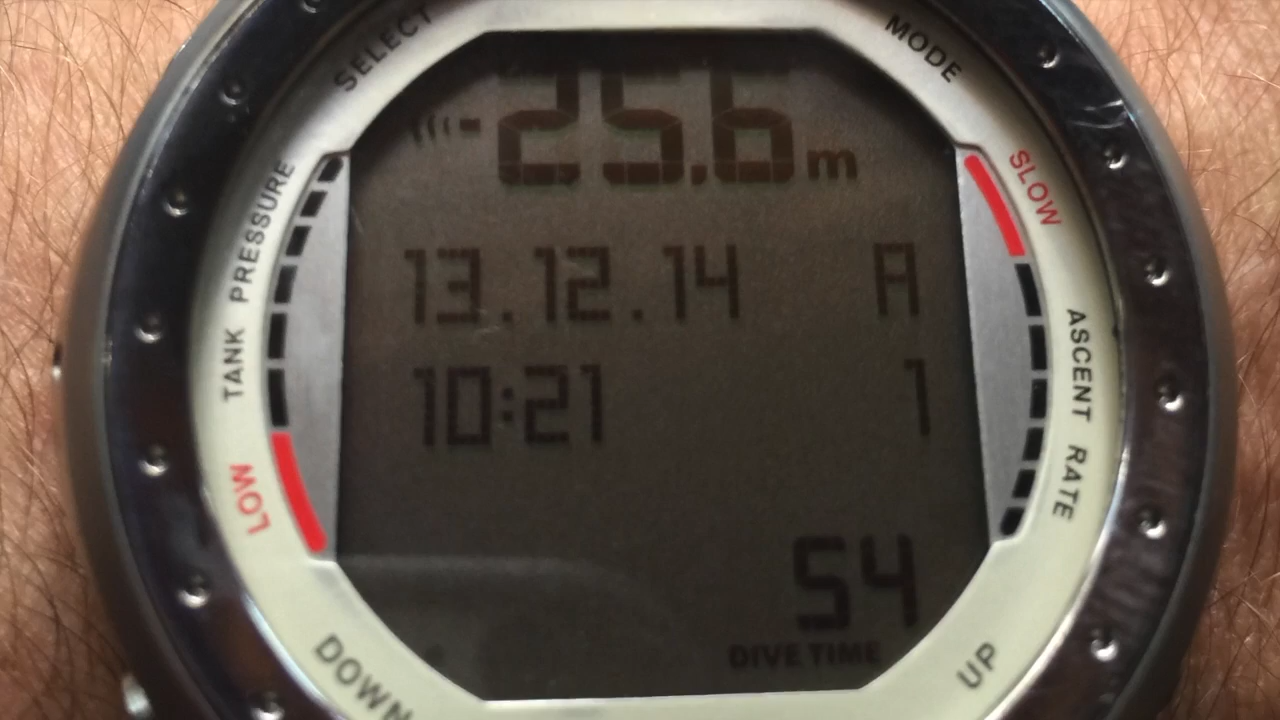 SELECT
MODE
25.6 m
TANK PRESSURE
SLOW
13.12.14 A
10:21 1
ASCENT RATE
LOW
54
DIVE TIME
DOWN
UP